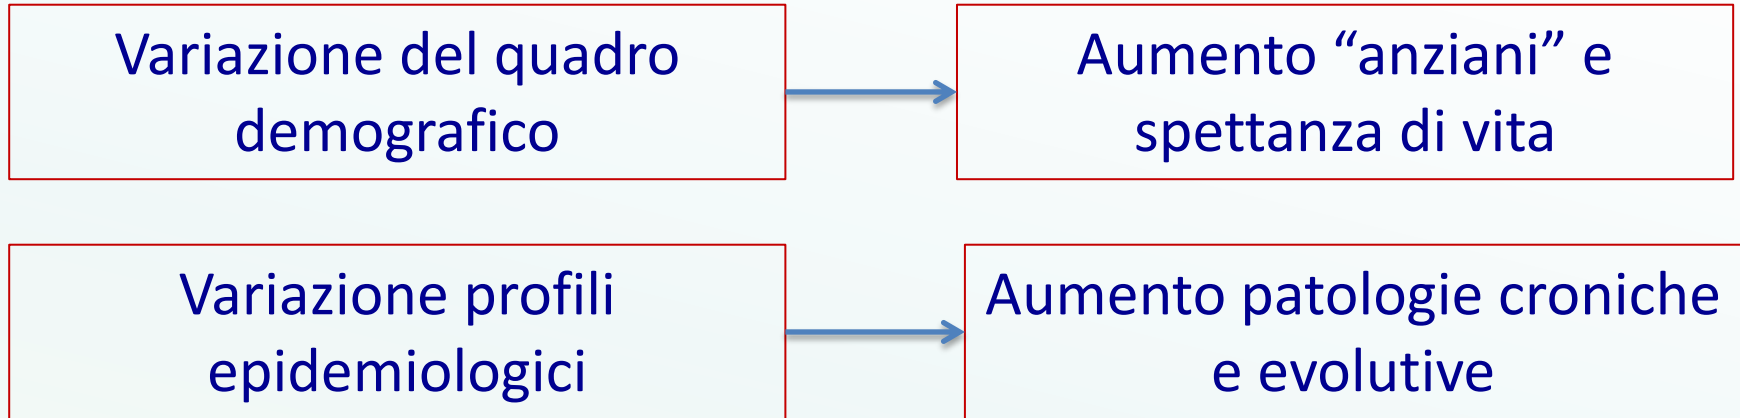 Variazione del quadro
demografico
Aumento “anziani” e
spettanza di vita
Variazione profili
epidemiologici
Aumento patologie croniche
e evolutive